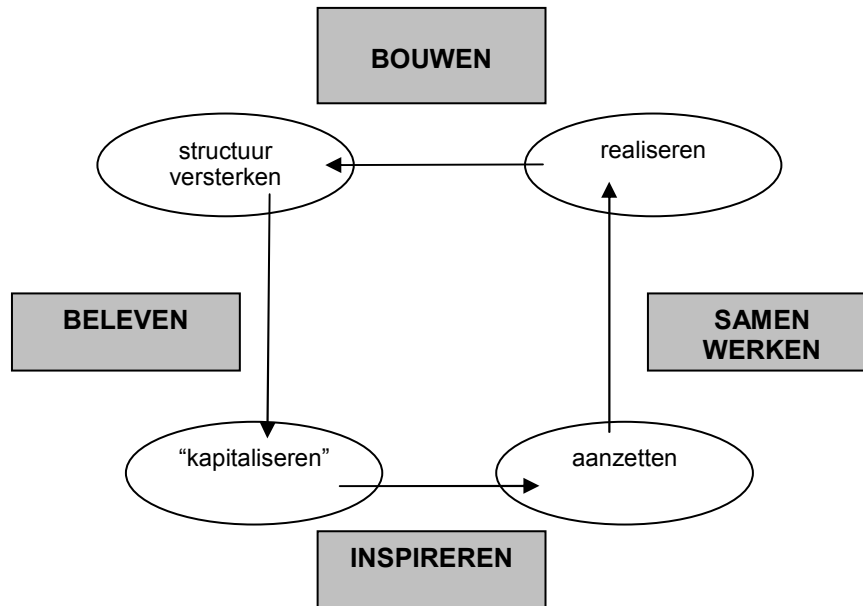 BOUWEN
structuur
versterken
realiseren
BELEVEN
SAMEN
WERKEN
“kapitaliseren”
aanzetten
INSPIREREN